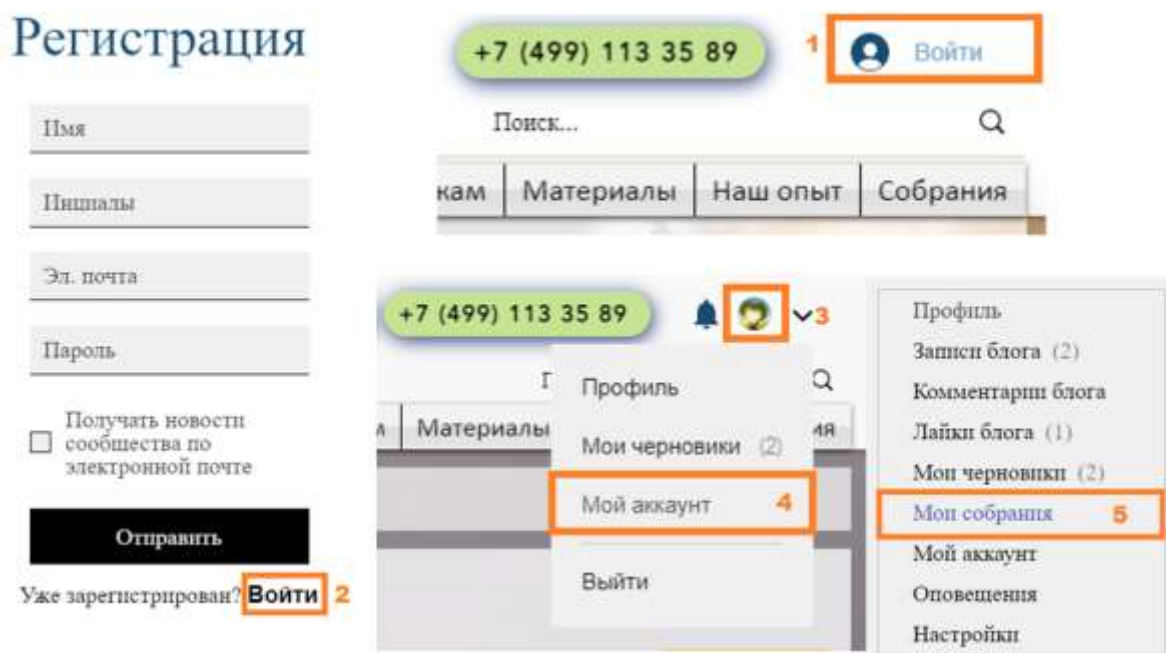 Регистрация
Имя
Инциалы
Эл. почта
Пароль
Получать новости
сообщества по
электронной почте
Отправить
Уже зарегистрирован? Войти 2
+7 (499) 113 35 89
1 Войти
Поиск...
кам Материалы Наш опыт Собрания
+7 (499) 113 35 89
3
Профиль
Материалы
Мои черновики (2)
Мой аккаунт 4
Выйти
Профиль
Записи блога (2)
Комментарии блога
Лайки блога (1)
Мои черновики (2)
Мои собрания 5
Мой аккаунт
Оповещения
Настройки